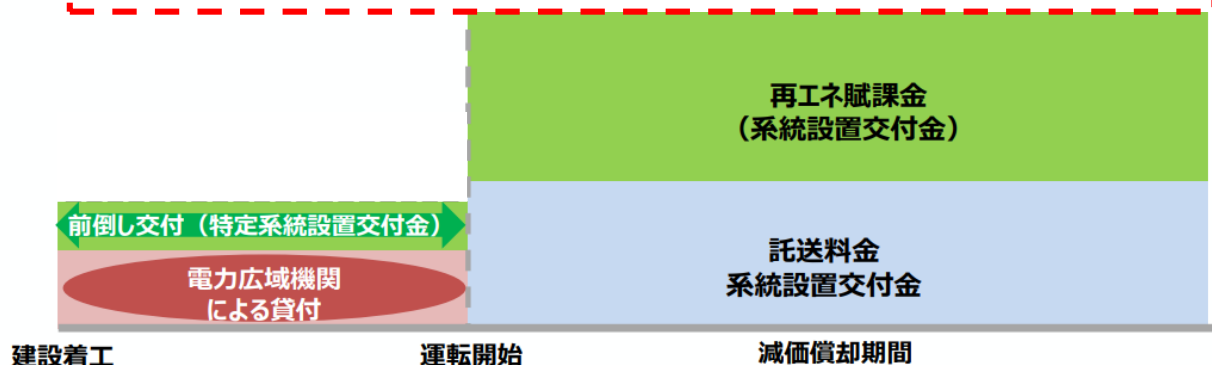 再エネ賦課金
（系統設置交付金）
前倒し交付（特定系統設置交付金）
電力広域機関
による貸付
託送料金
系統設置交付金
建設着工
運転開始
減価償却期間